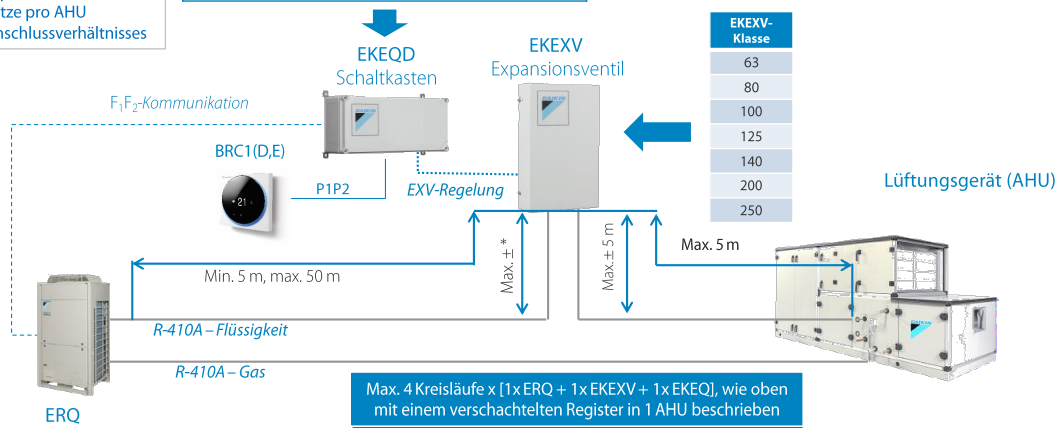 tze pro AHU
nschlussverhältnisses
EKEQD
Schaltkasten
EKEXV
Expansionsventil
EKEXV-
Klasse
63
80
100
125
140
200
250
F₁F₂-Kommunikation
DAIKIN
DAIKIN
BRC1(D,E)
21
P1P2
EXV-Regelung
Lüftungsgerät (AHU)
Min. 5 m, max. 50 m
Max. ± *
Max. ± 5 m
Max. 5 m
R-410A – Flüssigkeit
R-410A – Gas
ERQ
DAIKIN
Max. 4 Kreisläufe x [1x ERQ + 1x EKEXV + 1x EKEQ], wie oben
mit einem verschachtelten Register in 1 AHU beschrieben